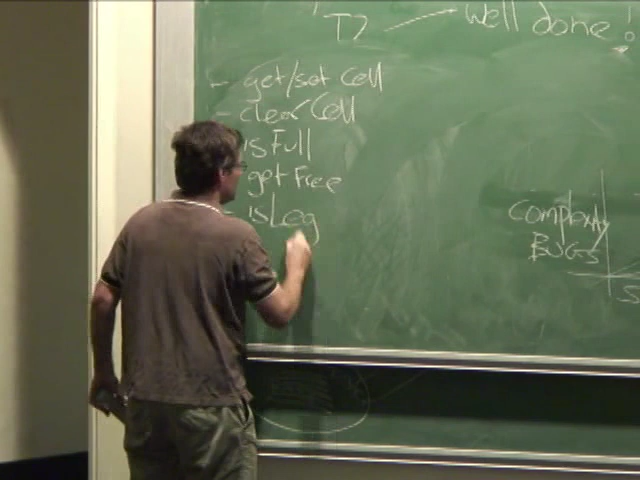 T2 Well done!
- get/set Cell
- clear Cell
isFull
get Free
- isLeg
Complexity
BUGS
S